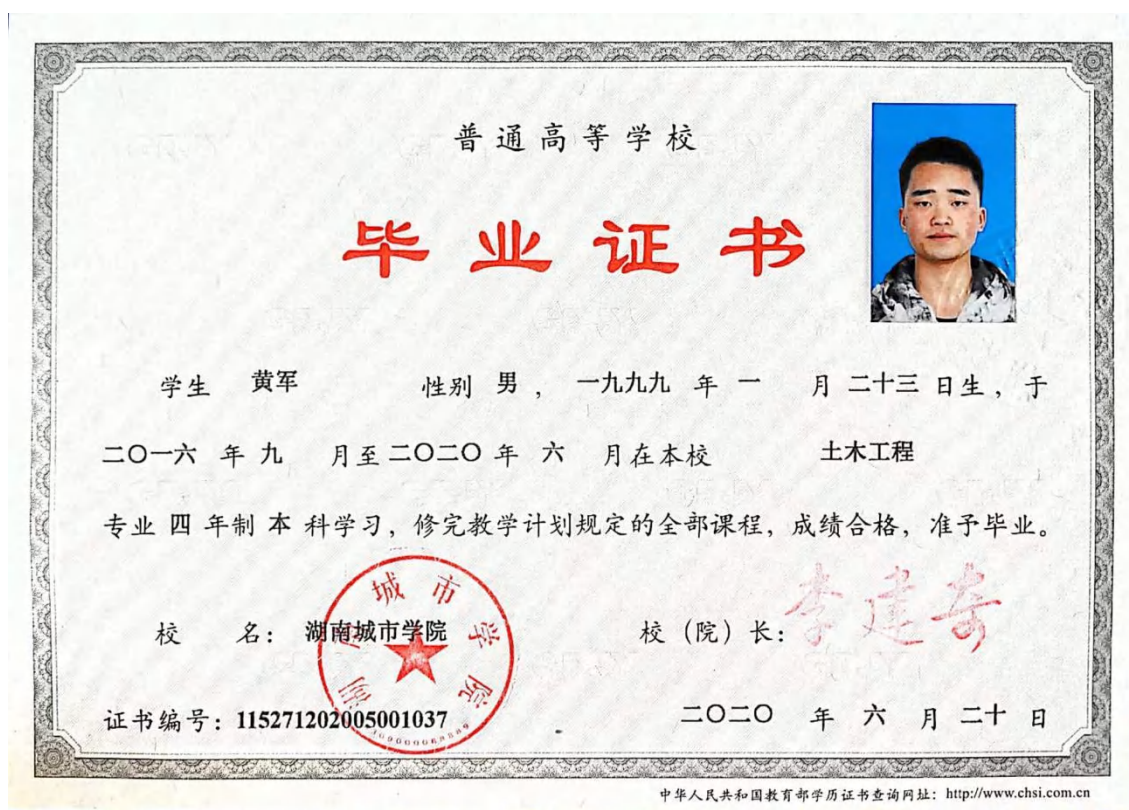 普通高等学校
毕业证书
学生 黄军 性别 男 , 一九九九 年 一 月 二十三 日生 , 于
二〇一六 年 九 月至 二〇二〇 年 六 月在本校 土木工程
专业 四 年制 本 科学习, 修完教学计划规定的全部课程, 成绩合格, 准予毕业。
湖南城市学院
校 名: 湖南城市学院 校 (院) 长: 李建奇
证书编号: 115271202005001037 二〇二〇 年 六 月 二十 日
中华人民共和国教育部学历证书查询网址: http://www.chsi.com.cn